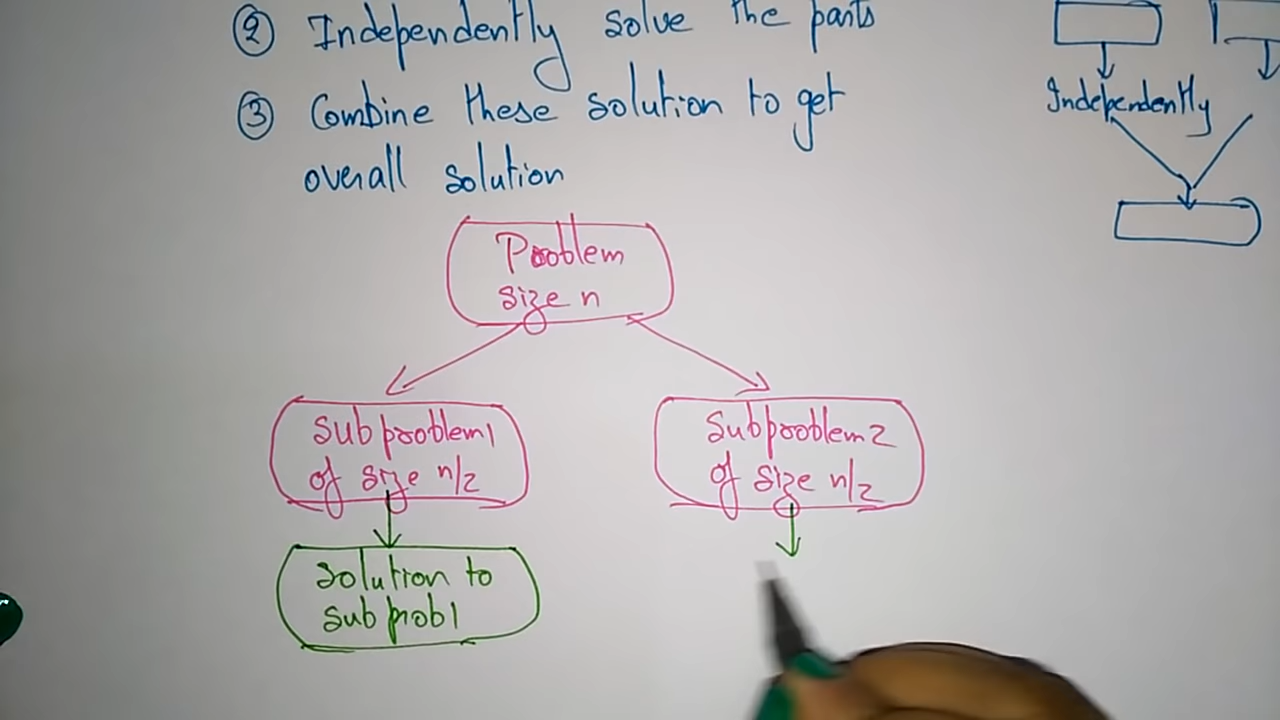 ② Independently solve the parts
③ Combine these solution to get
overall solution
Independently
Problem
size n
Subproblem1
of size n/2
Subproblem2
of size n/2
Solution to
subprob1